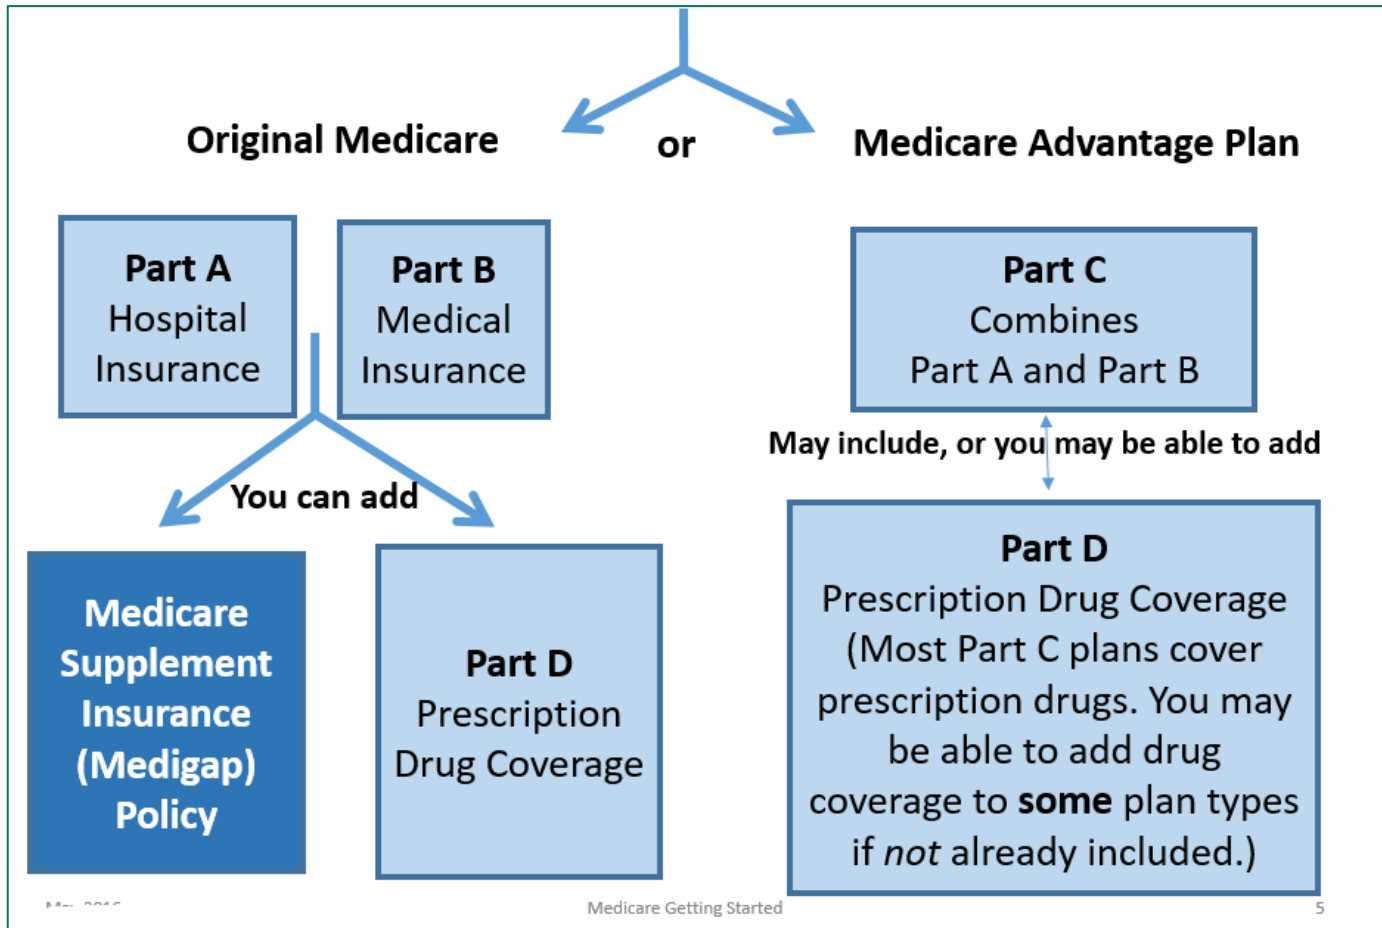 Original Medicare
or
Medicare Advantage Plan
Part A
Hospital
Insurance
Part B
Medical
Insurance
You can add
Medicare
Supplement
Insurance
(Medigap)
Policy
Part D
Prescription
Drug Coverage
Part C
Combines
Part A and Part B
May include, or you may be able to add
Part D
Prescription Drug Coverage
(Most Part C plans cover
prescription drugs. You may
be able to add drug
coverage to some plan types
if not already included.)
Medicare Getting Started
5